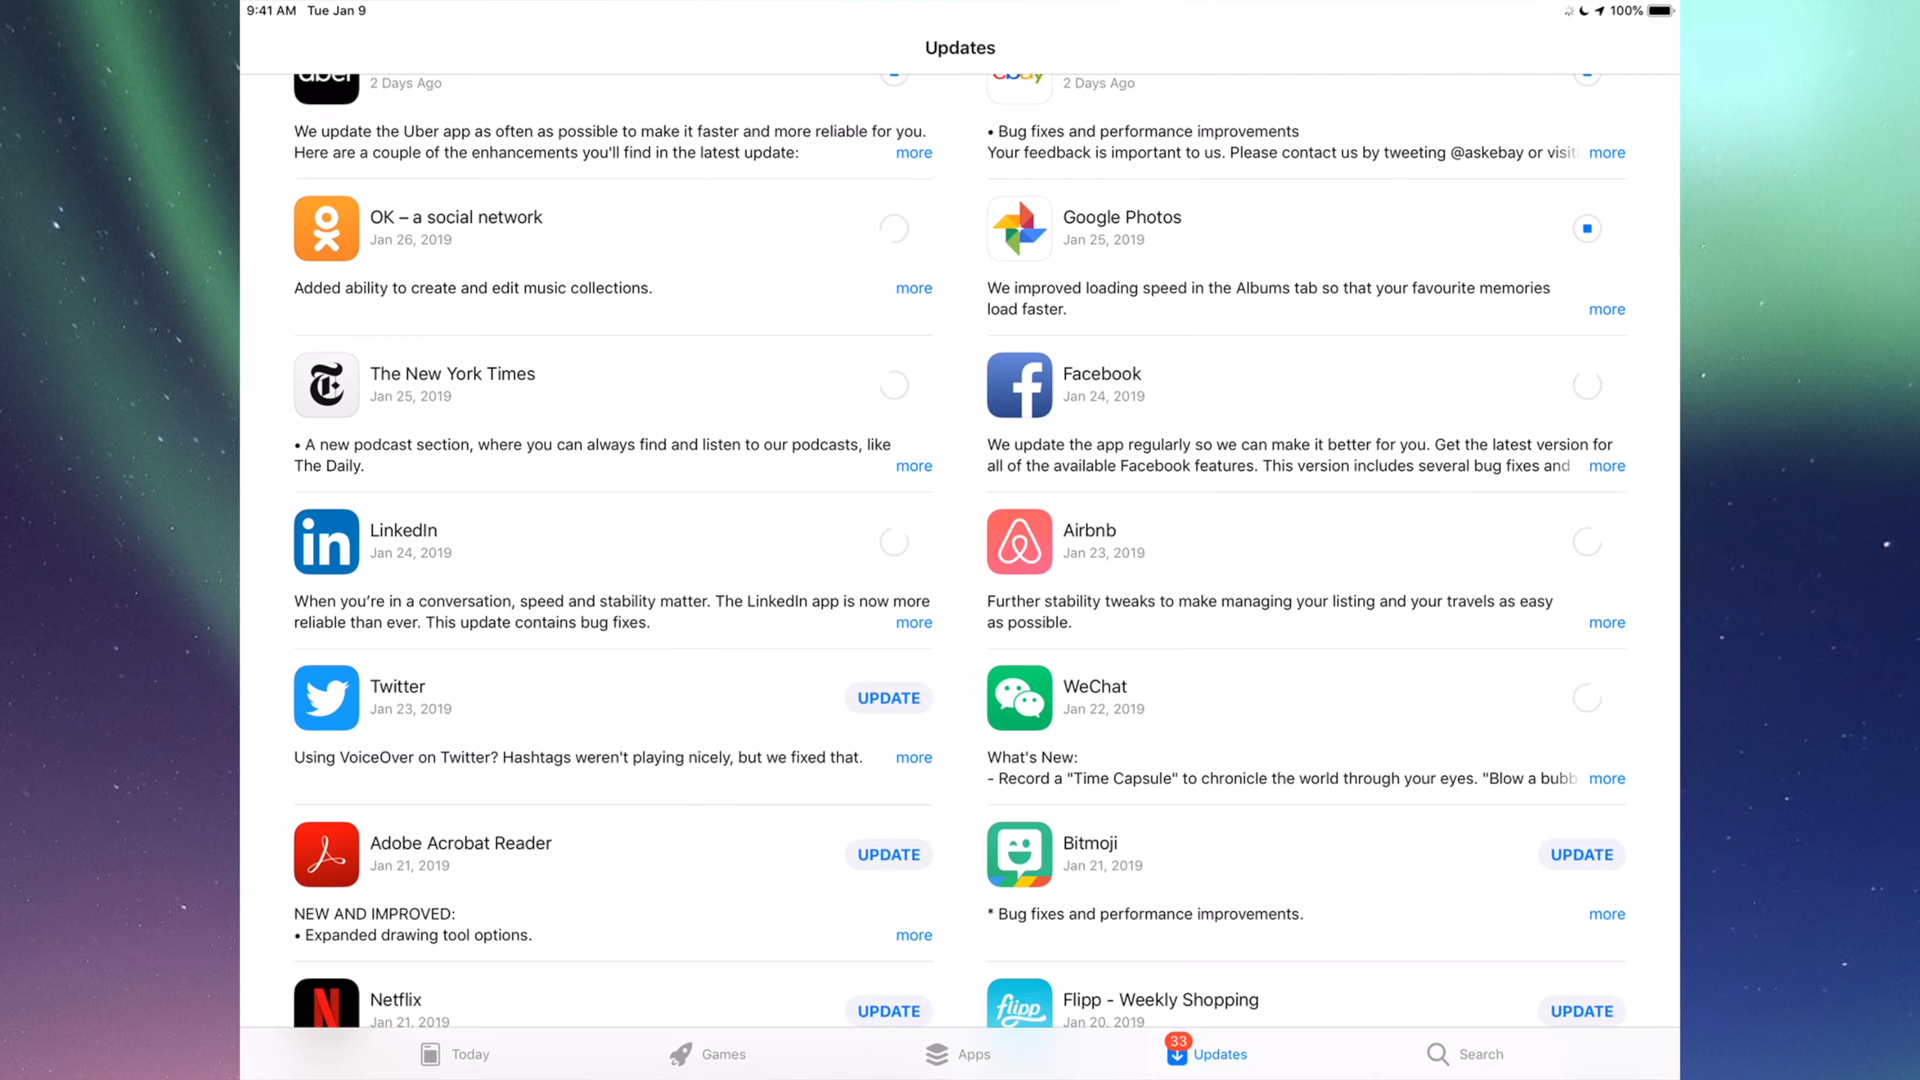 9:41 AM Tue Jan 9
100%
Updates
uber
2 Days Ago
We update the Uber app as often as possible to make it faster and more reliable for you.
Here are a couple of the enhancements you'll find in the latest update:
more
ebay
2 Days Ago
• Bug fixes and performance improvements
Your feedback is important to us. Please contact us by tweeting @askebay or visit
more
OK – a social network
Jan 26, 2019
Added ability to create and edit music collections.
more
Google Photos
Jan 25, 2019
We improved loading speed in the Albums tab so that your favourite memories
load faster.
more
The New York Times
Jan 25, 2019
• A new podcast section, where you can always find and listen to our podcasts, like
The Daily.
more
Facebook
Jan 24, 2019
We update the app regularly so we can make it better for you. Get the latest version for
all of the available Facebook features. This version includes several bug fixes and
more
in
LinkedIn
Jan 24, 2019
When you’re in a conversation, speed and stability matter. The LinkedIn app is now more
reliable than ever. This update contains bug fixes.
more
Airbnb
Jan 23, 2019
Further stability tweaks to make managing your listing and your travels as easy
as possible.
more
Twitter
Jan 23, 2019
UPDATE
Using VoiceOver on Twitter? Hashtags weren't playing nicely, but we fixed that.
more
WeChat
Jan 22, 2019
What's New:
- Record a "Time Capsule" to chronicle the world through your eyes. "Blow a bubb
more
Adobe Acrobat Reader
Jan 21, 2019
UPDATE
NEW AND IMPROVED:
• Expanded drawing tool options.
more
Bitmoji
Jan 21, 2019
UPDATE
* Bug fixes and performance improvements.
more
Netflix
Jan 21, 2019
UPDATE
flipp
Flipp - Weekly Shopping
Jan 20, 2019
UPDATE
Today
Games
Apps
33
Updates
Search